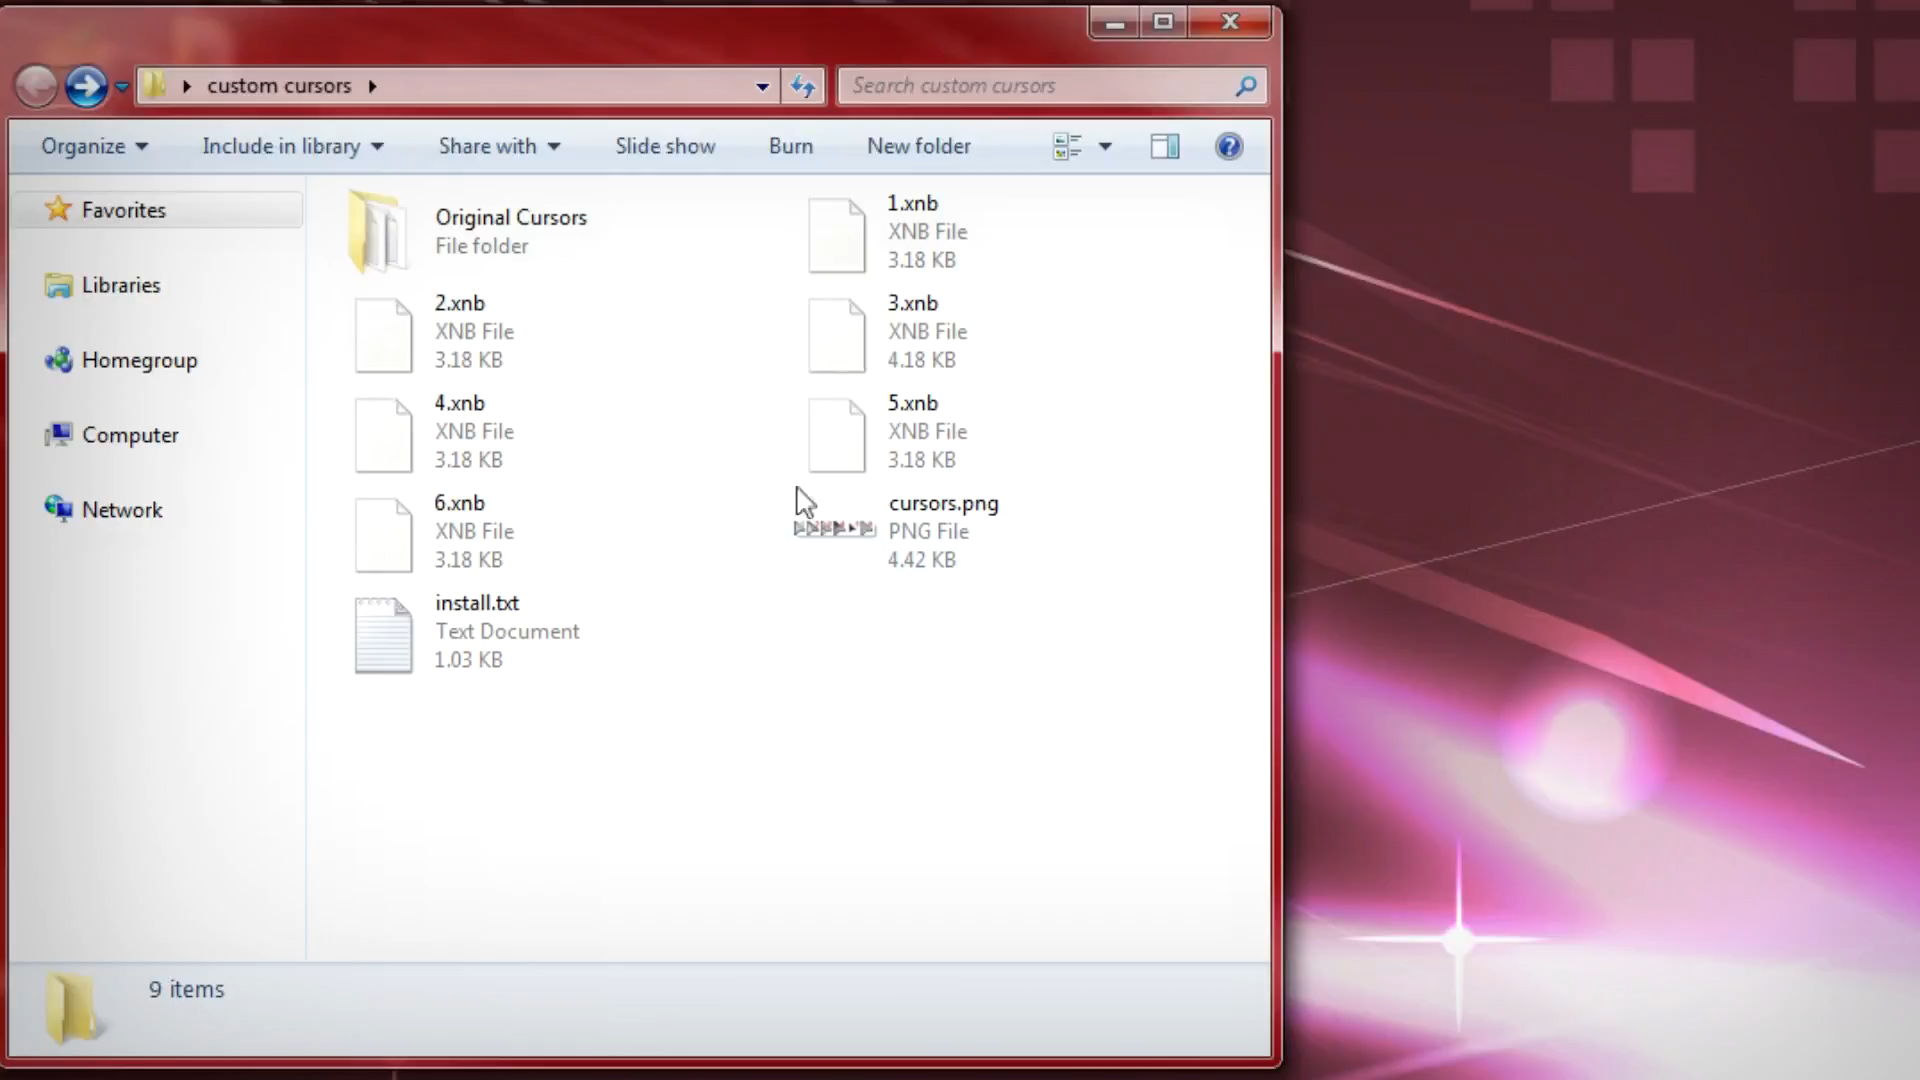 custom cursors
Search custom cursors
Organize
Include in library
Share with
Slide show
Burn
New folder
Favorites
Libraries
Homegroup
Computer
Network
Original Cursors
File folder
1.xnb
XNB File
3.18 KB
2.xnb
XNB File
3.18 KB
3.xnb
XNB File
4.18 KB
4.xnb
XNB File
3.18 KB
5.xnb
XNB File
3.18 KB
6.xnb
XNB File
3.18 KB
cursors.png
PNG File
4.42 KB
install.txt
Text Document
1.03 KB
9 items